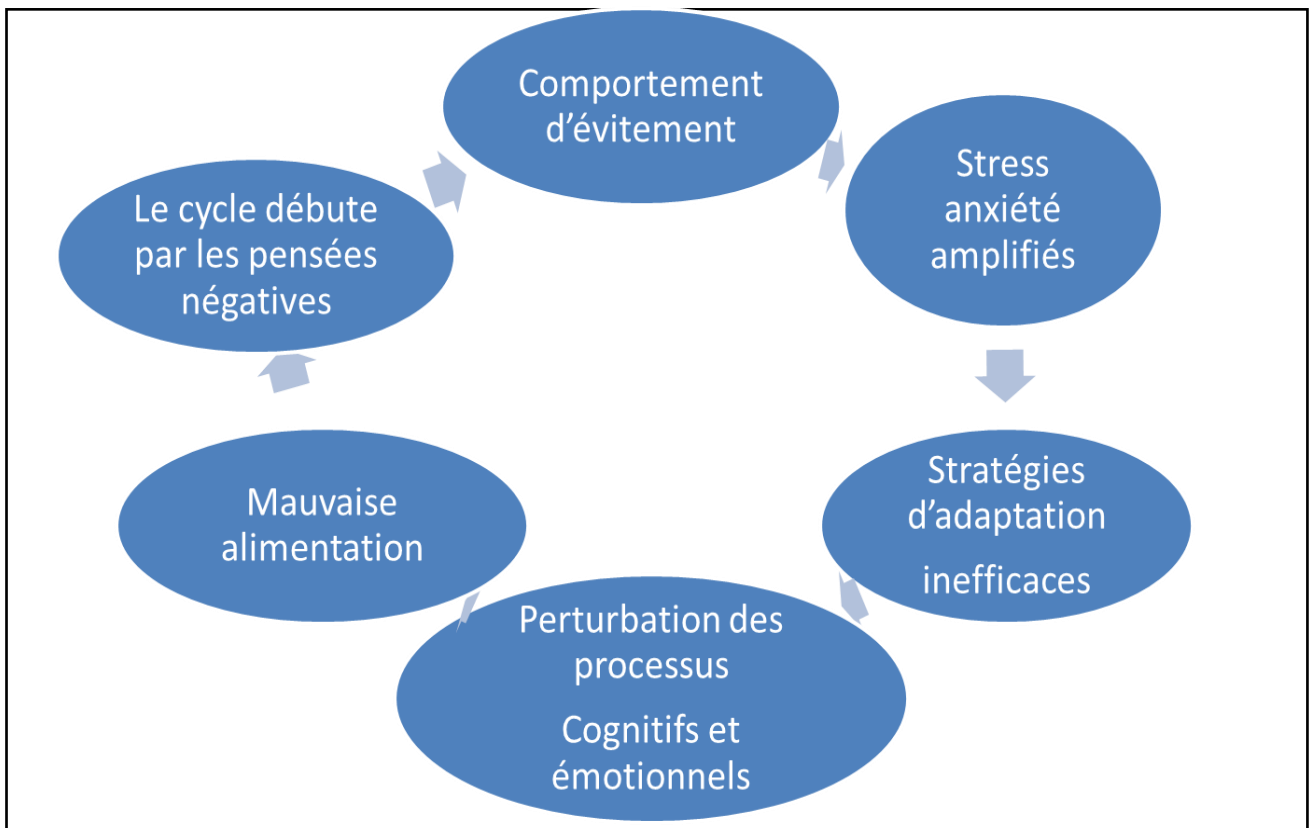 Comportement
d’évitement
Stress
anxiété
amplifiés
Stratégies
d’adaptation
inefficaces
Perturbation des
processus
Cognitifs et
émotionnels
Mauvaise
alimentation
Le cycle débute
par les pensées
négatives